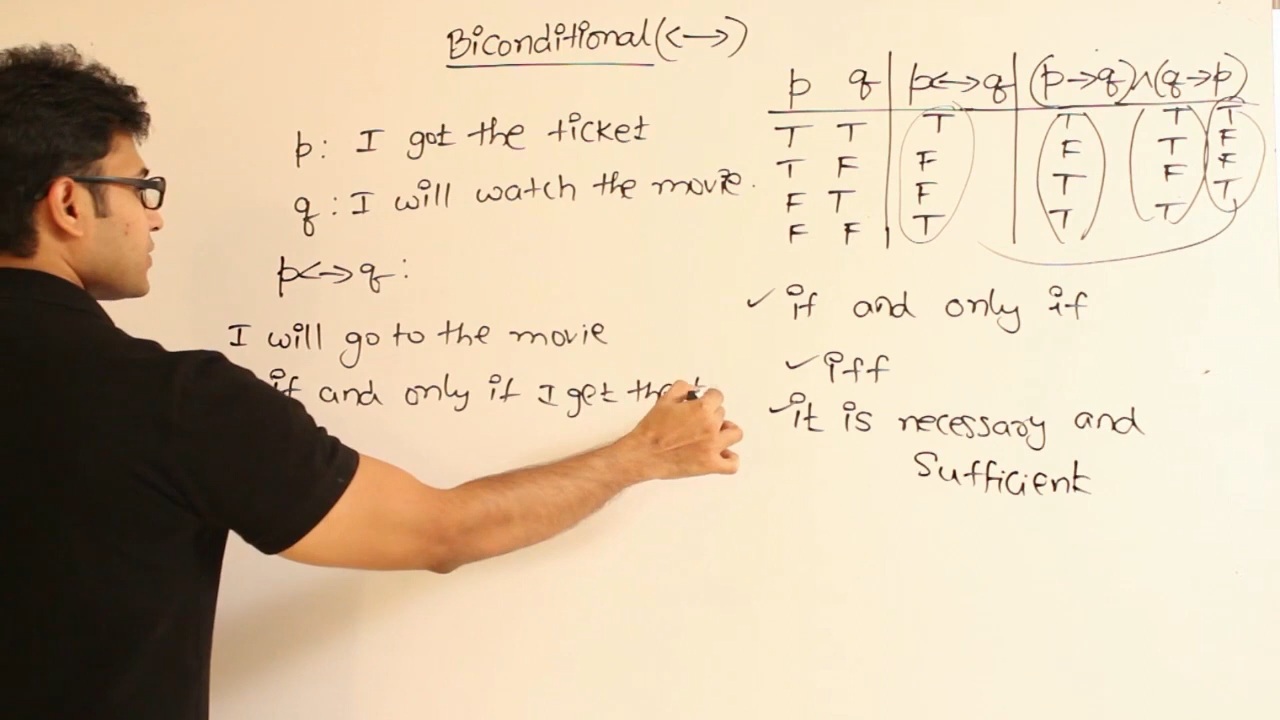 Biconditional(<->)
p: I got the ticket
q: I will watch the movie.
p<->q:
I will go to the movie
if and only if I get the t
p q | p<->q | (p→q)∧(q→p)
T T T T T T
T F F F T F
F T F T F F
F F T T T T
✓ if and only if
✓ iff
✓ it is necessary and
Sufficient